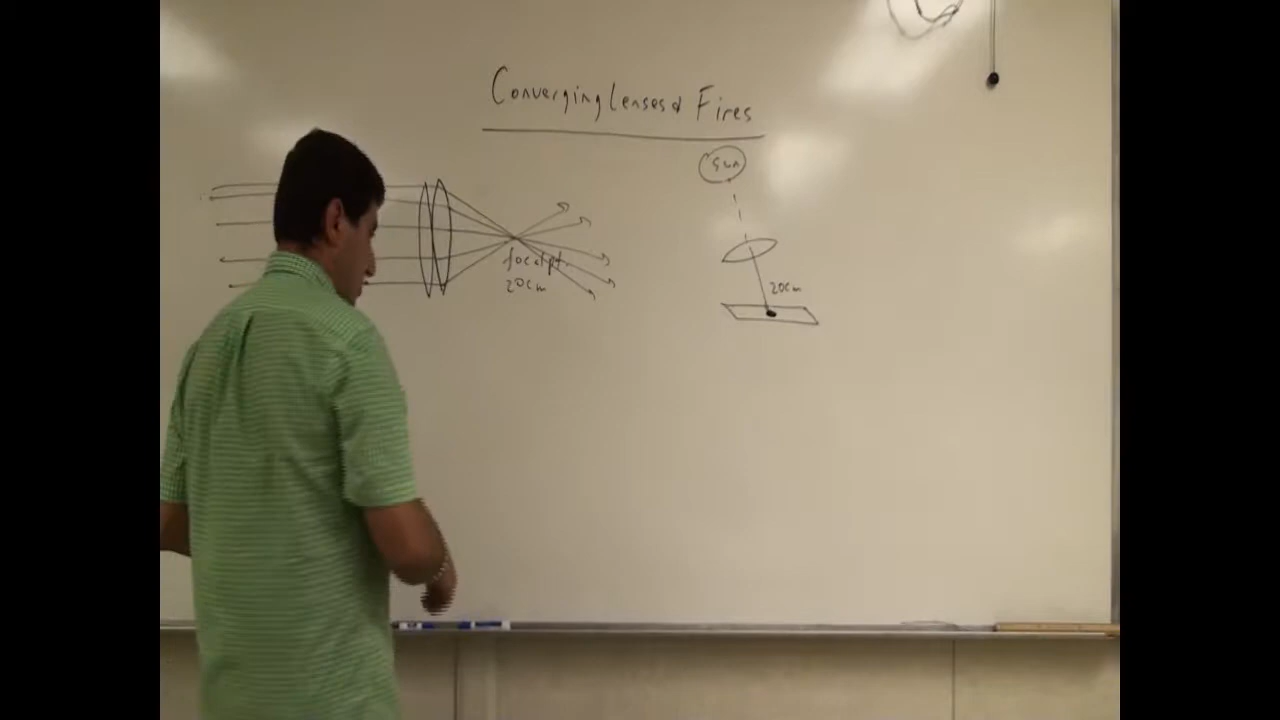 Converging Lenses & Fires
sun
focal pt.
20cm
20cm